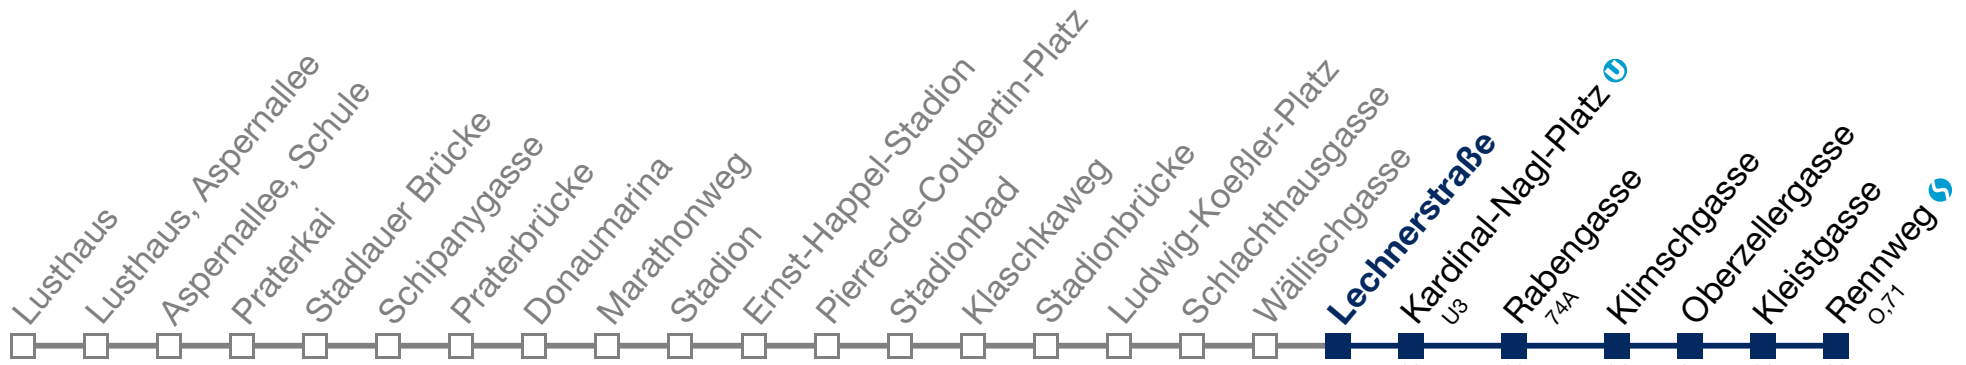 Lusthaus
Lusthaus, Aspernallee
Aspernallee, Schule
Praterkai
Stadlauer Brücke
Schipanygasse
Praterbrücke
Donaumarina
Marathonweg
Stadion
Ernst-Happel-Stadion
Pierre-de-Coubertin-Platz
Stadionbad
Klaschkaweg
Stadionbrücke
Ludwig-Koeßler-Platz
Schlachthausgasse
Wällischgasse
Lechnerstraße
Kardinal-Nagl-Platz U
U3
Rabengasse
74A
Klimschgasse
Oberzellergasse
Kleistgasse
Rennweg S
O,71